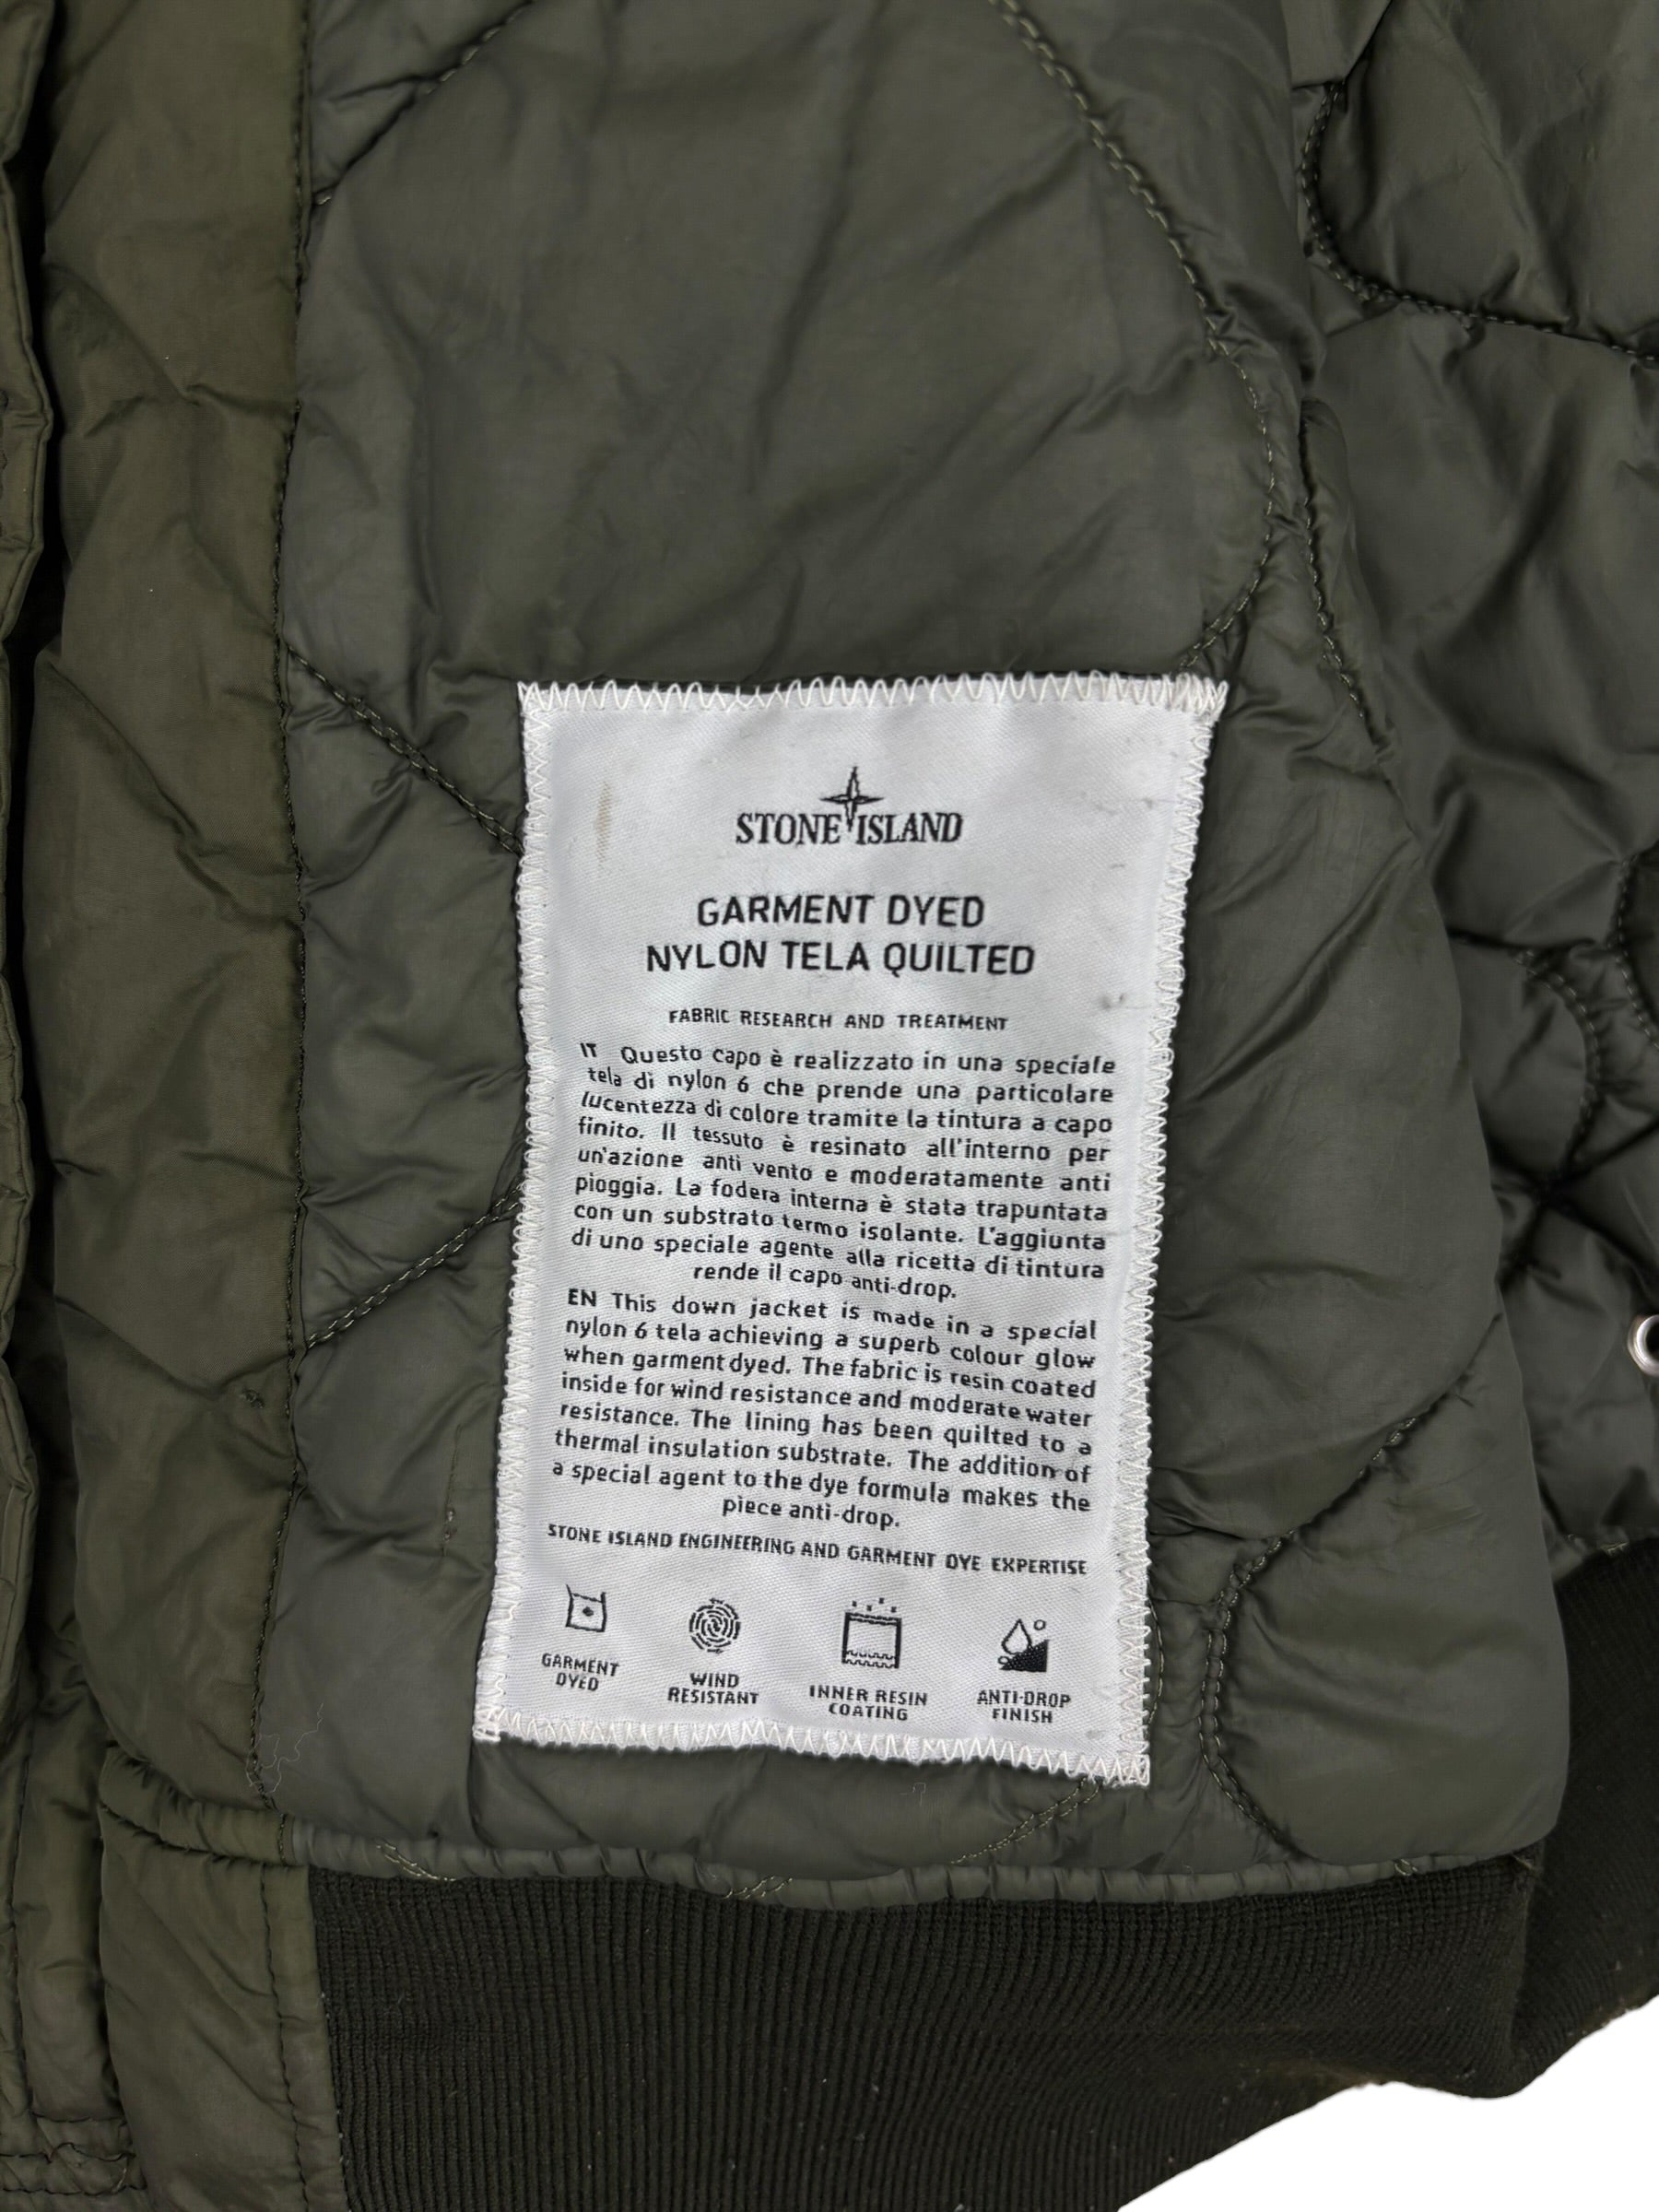 STONE ISLAND
GARMENT DYED
NYLON TELA QUILTED
FABRIC RESEARCH AND TREATMENT
IT Questo capo è realizzato in una speciale
tela di nylon 6 che prende una particolare
lucentezza di colore tramite la tintura a capo
finito. Il tessuto è resinato all'interno per
un'azione anti vento e moderatamente anti
pioggia. La fodera interna è stata trapuntata
con un substrato termo isolante. L'aggiunta
di uno speciale agente alla ricetta di tintura
rende il capo anti-drop.
EN This down jacket is made in a special
nylon 6 tela achieving a superb colour glow
when garment dyed. The fabric is resin coated
inside for wind resistance and moderate water
resistance. The lining has been quilted to a
thermal insulation substrate. The addition of
a special agent to the dye formula makes the
piece anti-drop.
STONE ISLAND ENGINEERING AND GARMENT DYE EXPERTISE
GARMENT
DYED
WIND
RESISTANT
INNER RESIN
COATING
ANTI-DROP
FINISH